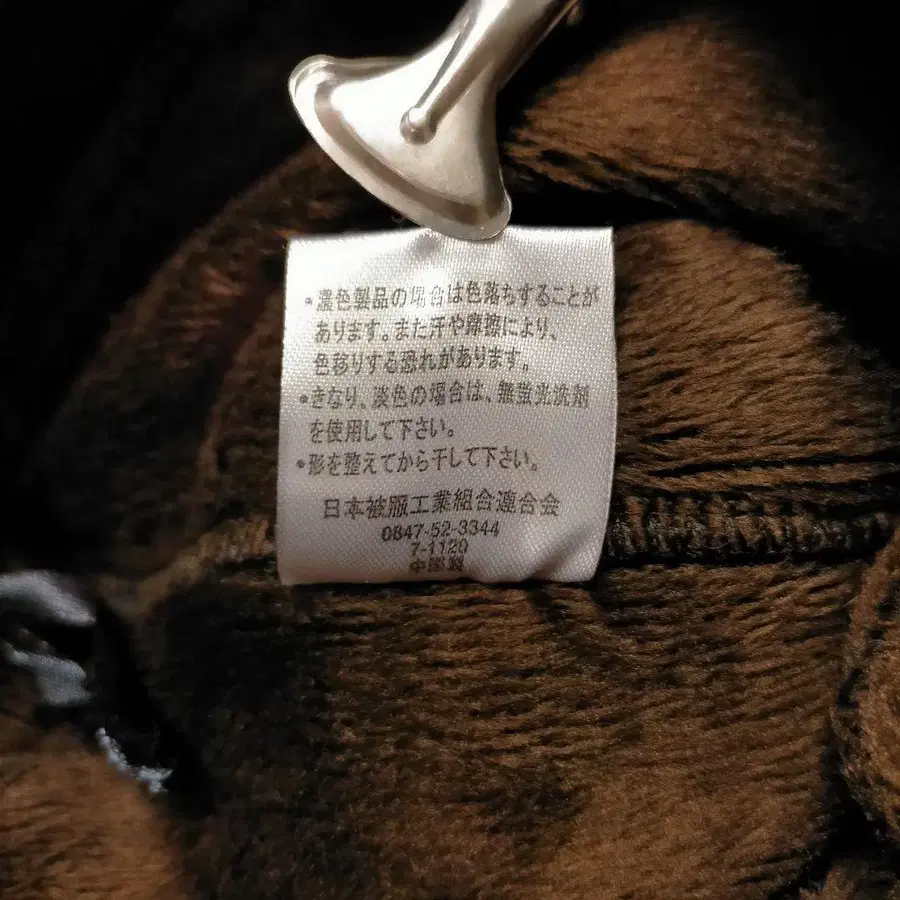 ・濃色製品の場合は色落ちすることが
あります。また汗や摩擦により、
色移りする恐れがあります。
・きなり、淡色の場合は、無蛍光洗剤
を使用して下さい。
・形を整えてから干して下さい。
日本被服工業組合連合会
0847-52-3344
7-1120
中国製